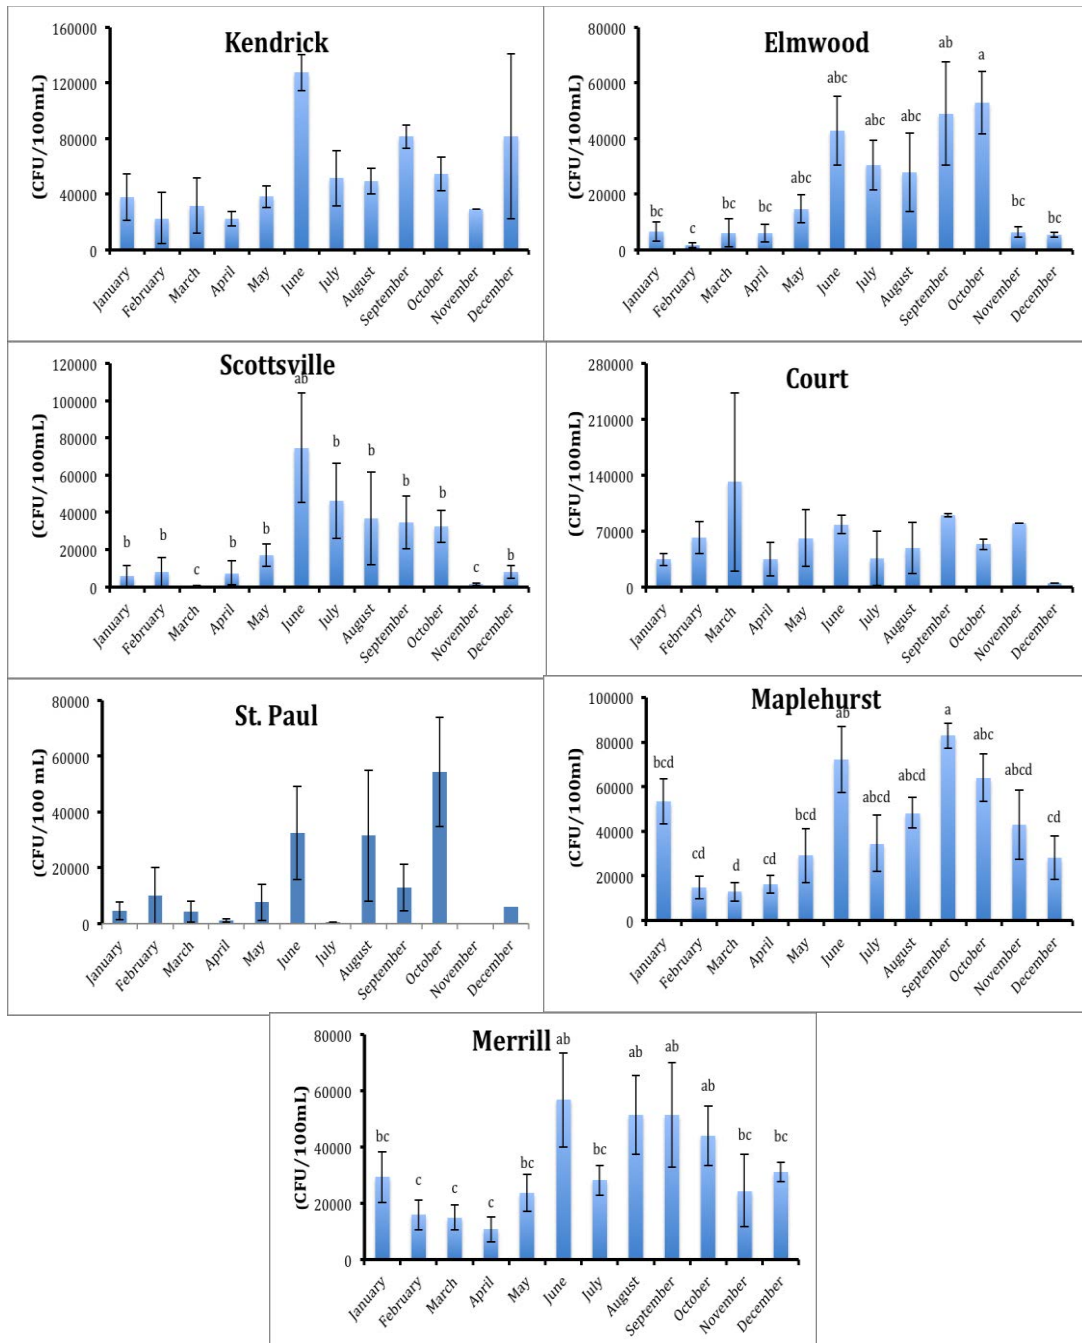 Kendrick
(CFU/100mL)
160000
120000
80000
40000
0
January February March April May June July August September October November December
Elmwood
(CFU/100mL)
80000
60000
40000
20000
0
bc c bc bc abc abc abc abc ab a bc bc
January February March April May June July August September October November December
Scottsville
(CFU/100mL)
120000
100000
80000
60000
40000
20000
0
b b c b b ab b b b b c b
January February March April May June July August September October November December
Court
(CFU/100mL)
280000
210000
140000
70000
0
January February March April May June July August September October November December
St. Paul
(CFU/100 mL)
80000
60000
40000
20000
0
January February March April May June July August September October November December
Maplehurst
(CFU/100ml)
100000
80000
60000
40000
20000
0
bcd cd d cd bcd ab abcd abcd a abc abcd cd
January February March April May June July August September October November December
Merrill
(CFU/100mL)
80000
60000
40000
20000
0
bc c c c bc ab bc ab ab ab bc bc
January February March April May June July August September October November December